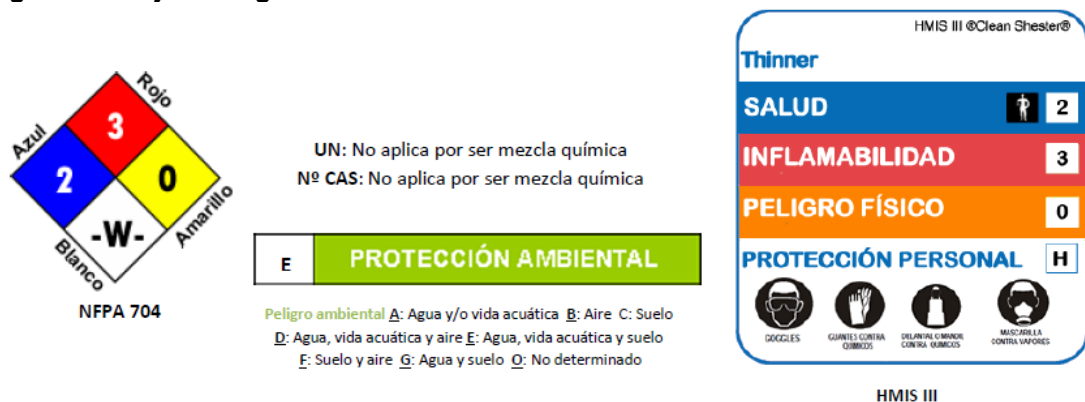 HMIS III ©Clean Shester®
Thinner
SALUD 2
INFLAMABILIDAD 3
PELIGRO FÍSICO 0
PROTECCIÓN PERSONAL H
GOGGLES
GUANTES CONTRA
QUIMICOS
DELANTAL O MANDIL
CONTRA QUIMICOS
MASCARILLA
CONTRA VAPORES
HMIS III
Rojo
Azul
3
2
0
-W-
Amarillo
Blanco
NFPA 704
UN: No aplica por ser mezcla química
Nº CAS: No aplica por ser mezcla química
E PROTECCIÓN AMBIENTAL
Peligro ambiental A: Agua y/o vida acuática B: Aire C: Suelo
D: Agua, vida acuática y aire E: Agua, vida acuática y suelo
F: Suelo y aire G: Agua y suelo O: No determinado